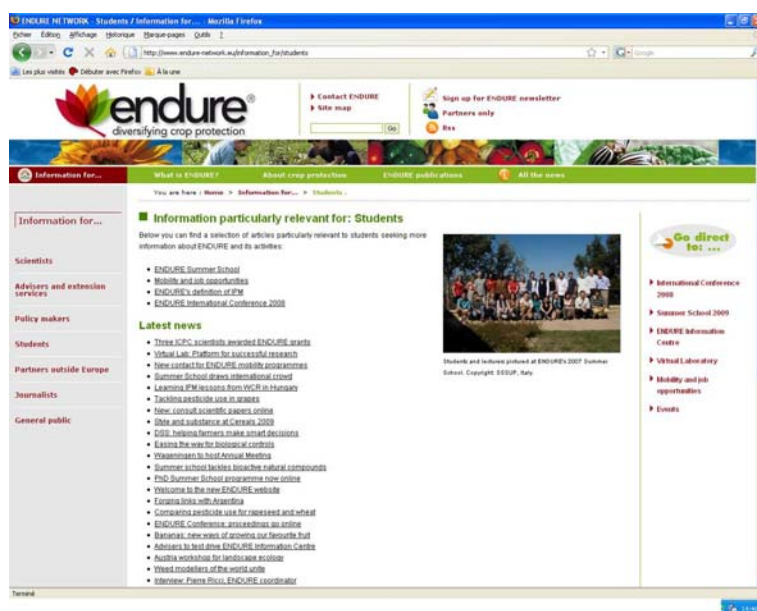 ENDURE NETWORK - Students / Information for... - Mozilla Firefox
Fichier Édition Affichage Historique Marque-pages Outils ?
http://www.endure-network.eu/information_for/students
Google
Les plus visités Débuter avec Firefox À la une
endure®
diversifying crop protection
Contact ENDURE
Site map
Go
Sign up for ENDURE newsletter
Partners only
Rss
Information for...
What is ENDURE?
About crop protection
ENDURE publications
All the news
You are here : Home > Information for... > Students .
Information for...
Scientists
Advisers and extension
services
Policy makers
Students
Partners outside Europe
Journalists
General public
Information particularly relevant for: Students
Below you can find a selection of articles particularly relevant to students seeking more
information about ENDURE and its activities:
ENDURE Summer School
Mobility and job opportunities
ENDURE's definition of IPM
ENDURE International Conference 2008
Latest news
Three ICPC scientists awarded ENDURE grants
Virtual Lab: Platform for successful research
New contact for ENDURE mobility programmes
Summer School draws international crowd
Learning IPM lessons from WCR in Hungary
Tackling pesticide use in grapes
New: consult scientific papers online
Style and substance at Cereals 2009
DSS: helping farmers make smart decisions
Easing the way for biological controls
Wageningen to host Annual Meeting
Summer school tackles bioactive natural compounds
PhD Summer School programme now online
Welcome to the new ENDURE website
Forging links with Argentina
Comparing pesticide use for rapeseed and wheat
ENDURE Conference: proceedings go online
Bananas: new ways of growing our favourite fruit
Advisers to test drive ENDURE Information Centre
Austria workshop for landscape ecology
Weed modellers of the world unite
Interview: Pierre Ricci, ENDURE coordinator
Students and lecturers pictured at ENDURE's 2007 Summer
School. Copyright: SSSUP, Italy.
Go direct
to: ...
International Conference
2008
Summer School 2009
ENDURE Information
Centre
Virtual Laboratory
Mobility and job
opportunities
Events
Terminé